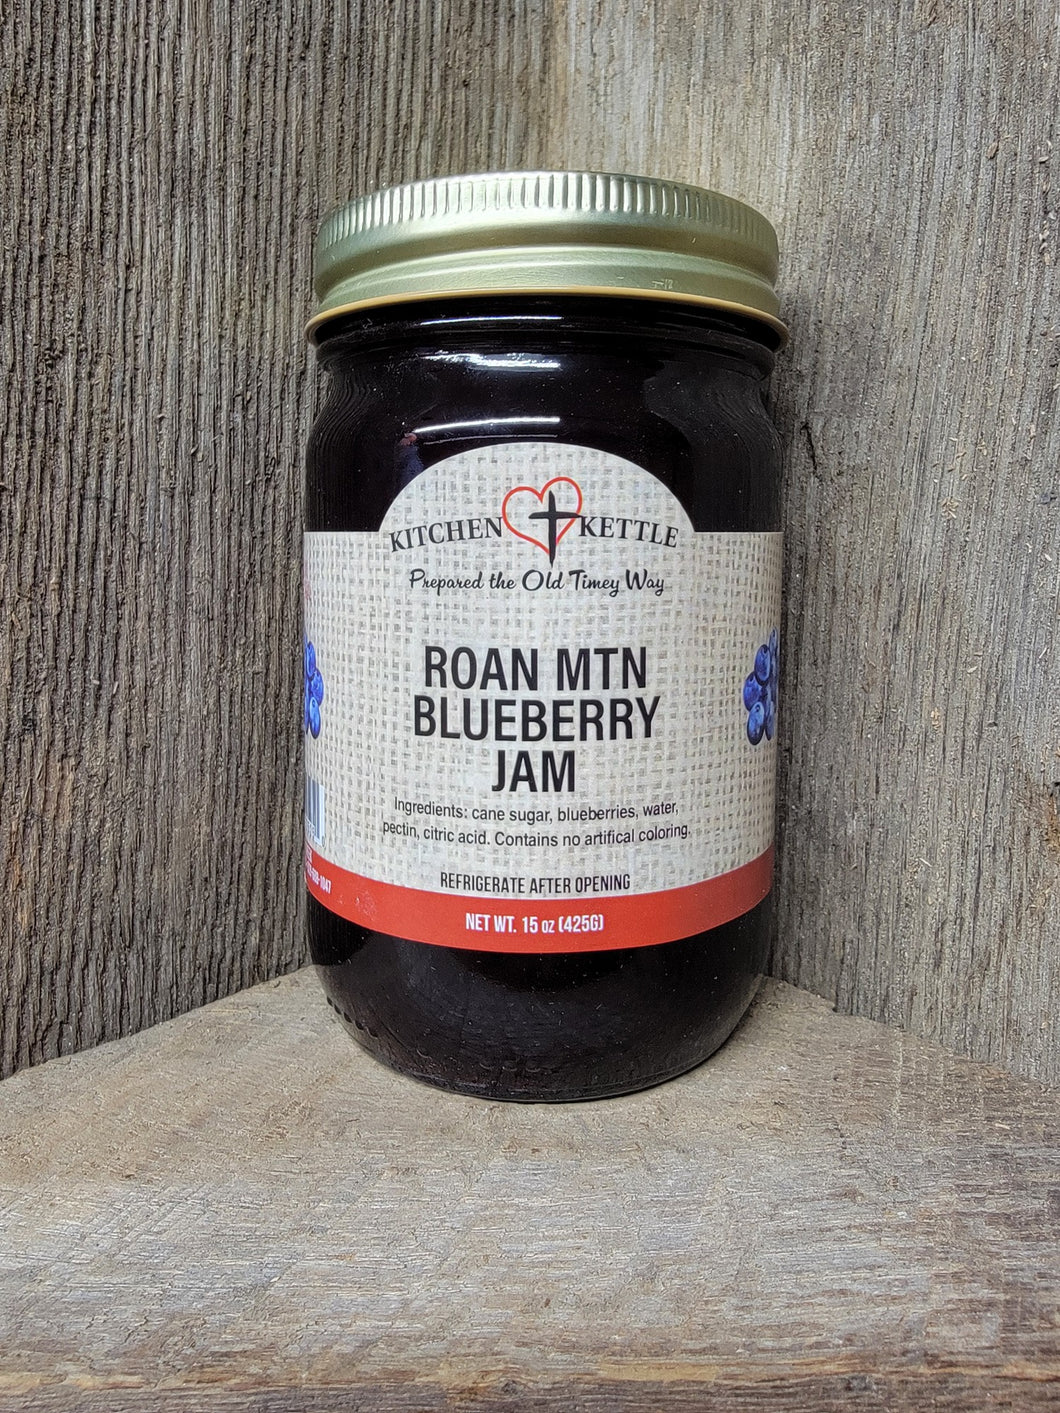 KITCHEN KETTLE
Prepared the Old Timey Way
ROAN MTN
BLUEBERRY
JAM
Ingredients: cane sugar, blueberries, water,
pectin, citric acid. Contains no artifical coloring.
REFRIGERATE AFTER OPENING
NET WT. 15 oz (425G)